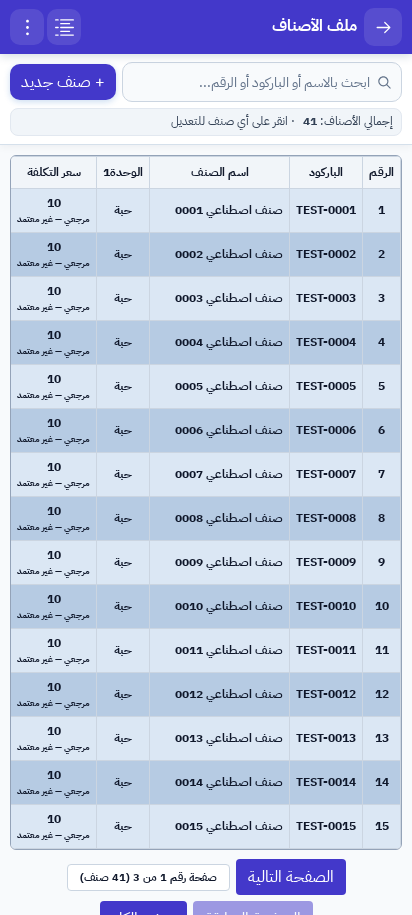 ملف الأصناف
ابحث بالاسم أو الباركود أو الرقم...
+ صنف جديد
إجمالي الأصناف: 41 · انقر على أي صنف للتعديل
الرقم الباركود اسم الصنف الوحدة1 سعر التكلفة
1 TEST-0001 صنف اصطناعي 0001 حبة 10
مرجعي — غير معتمد
2 TEST-0002 صنف اصطناعي 0002 حبة 10
مرجعي — غير معتمد
3 TEST-0003 صنف اصطناعي 0003 حبة 10
مرجعي — غير معتمد
4 TEST-0004 صنف اصطناعي 0004 حبة 10
مرجعي — غير معتمد
5 TEST-0005 صنف اصطناعي 0005 حبة 10
مرجعي — غير معتمد
6 TEST-0006 صنف اصطناعي 0006 حبة 10
مرجعي — غير معتمد
7 TEST-0007 صنف اصطناعي 0007 حبة 10
مرجعي — غير معتمد
8 TEST-0008 صنف اصطناعي 0008 حبة 10
مرجعي — غير معتمد
9 TEST-0009 صنف اصطناعي 0009 حبة 10
مرجعي — غير معتمد
10 TEST-0010 صنف اصطناعي 0010 حبة 10
مرجعي — غير معتمد
11 TEST-0011 صنف اصطناعي 0011 حبة 10
مرجعي — غير معتمد
12 TEST-0012 صنف اصطناعي 0012 حبة 10
مرجعي — غير معتمد
13 TEST-0013 صنف اصطناعي 0013 حبة 10
مرجعي — غير معتمد
14 TEST-0014 صنف اصطناعي 0014 حبة 10
مرجعي — غير معتمد
15 TEST-0015 صنف اصطناعي 0015 حبة 10
مرجعي — غير معتمد
الصفحة التالية
صفحة رقم 1 من 3 (41 صنف)